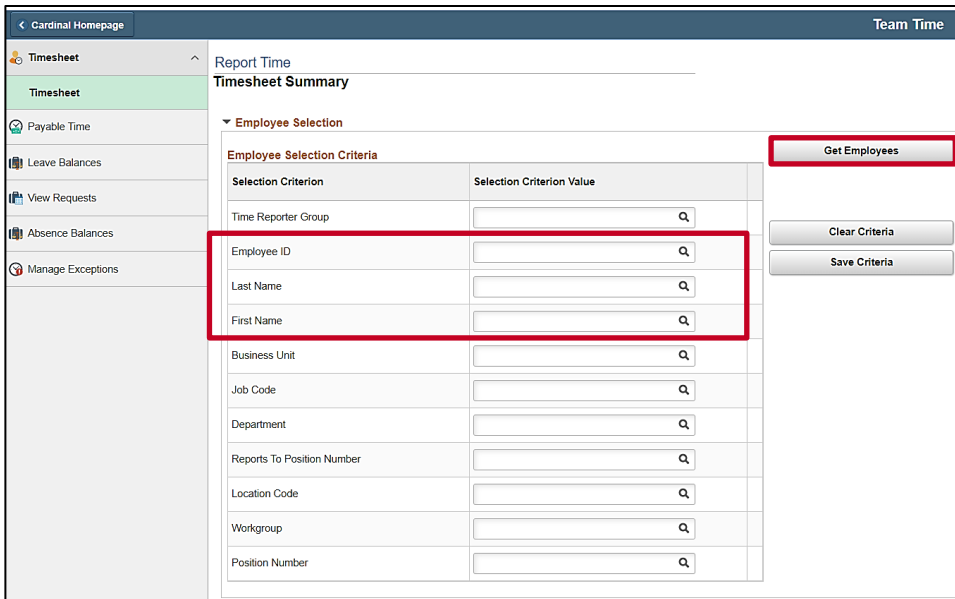 Cardinal Homepage
Team Time
Timesheet
Timesheet
Payable Time
Leave Balances
View Requests
Absence Balances
Manage Exceptions
Report Time
Timesheet Summary
Employee Selection
Employee Selection Criteria
Selection Criterion Selection Criterion Value
Time Reporter Group
Employee ID
Last Name
First Name
Business Unit
Job Code
Department
Reports To Position Number
Location Code
Workgroup
Position Number
Get Employees
Clear Criteria
Save Criteria